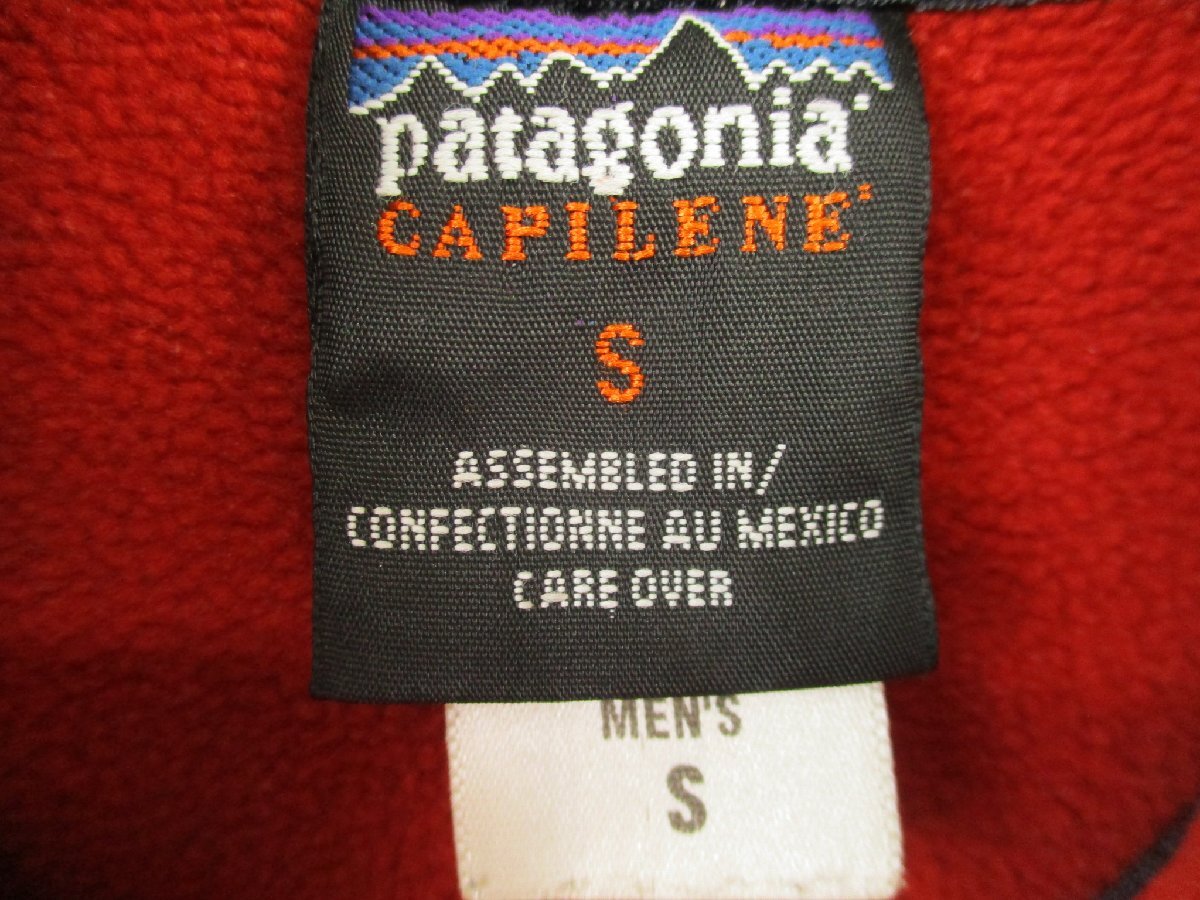 patagonia®
CAPILENE®
S
ASSEMBLED IN/
CONFECTIONNE AU MEXICO
CARE OVER
MEN'S
S